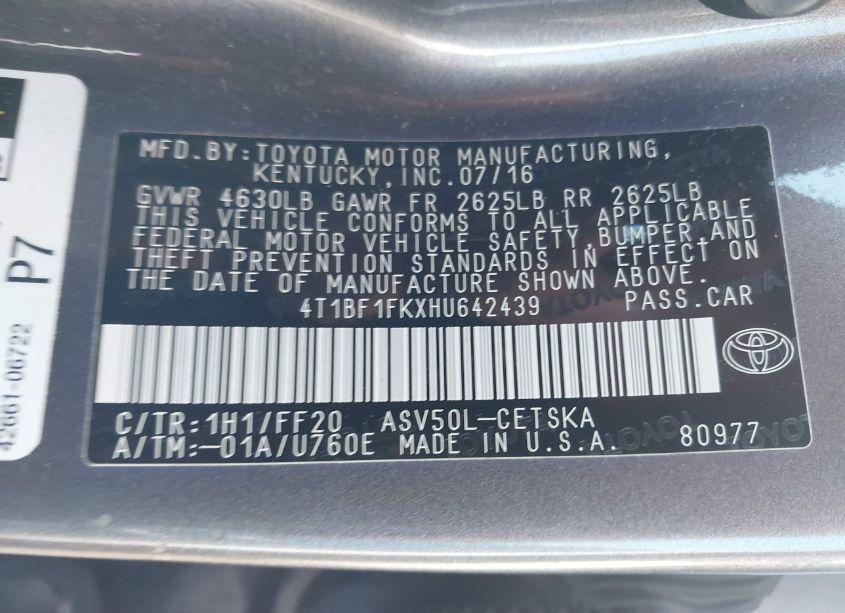 MFD.BY:TOYOTA MOTOR MANUFACTURING,
KENTUCKY,INC.07/16
GVWR 4630LB GAWR FR 2625LB RR 2625LB
THIS VEHICLE CONFORMS TO ALL APPLICABLE
FEDERAL MOTOR VEHICLE SAFETY,BUMPER,AND
THEFT PREVENTION STANDARDS IN EFFECT ON
THE DATE OF MANUFACTURE SHOWN ABOVE.
4T1BF1FKXHU642439 PASS.CAR
C/TR:1H1/FF20 ASV50L-CETSKA
A/TM:-01A/U760E MADE IN U.S.A. 80977
P7
42661-06722